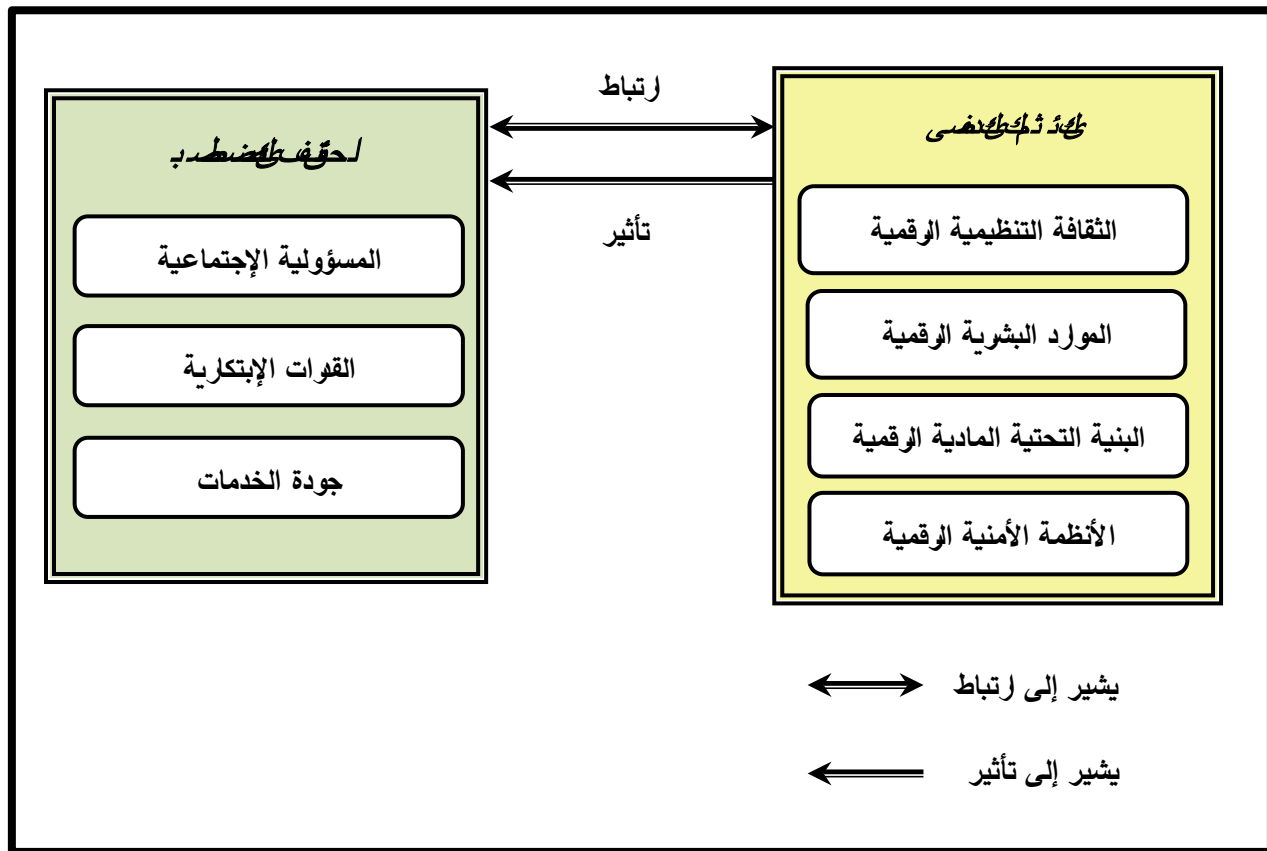 ارتباط
تأثير
الثقافة التنظيمية الرقمية
الموارد البشرية الرقمية
البنية التحتية المادية الرقمية
الأنظمة الأمنية الرقمية
المسؤولية الإجتماعية
القدرات الإبتكارية
جودة الخدمات
يشير إلى ارتباط
يشير إلى تأثير